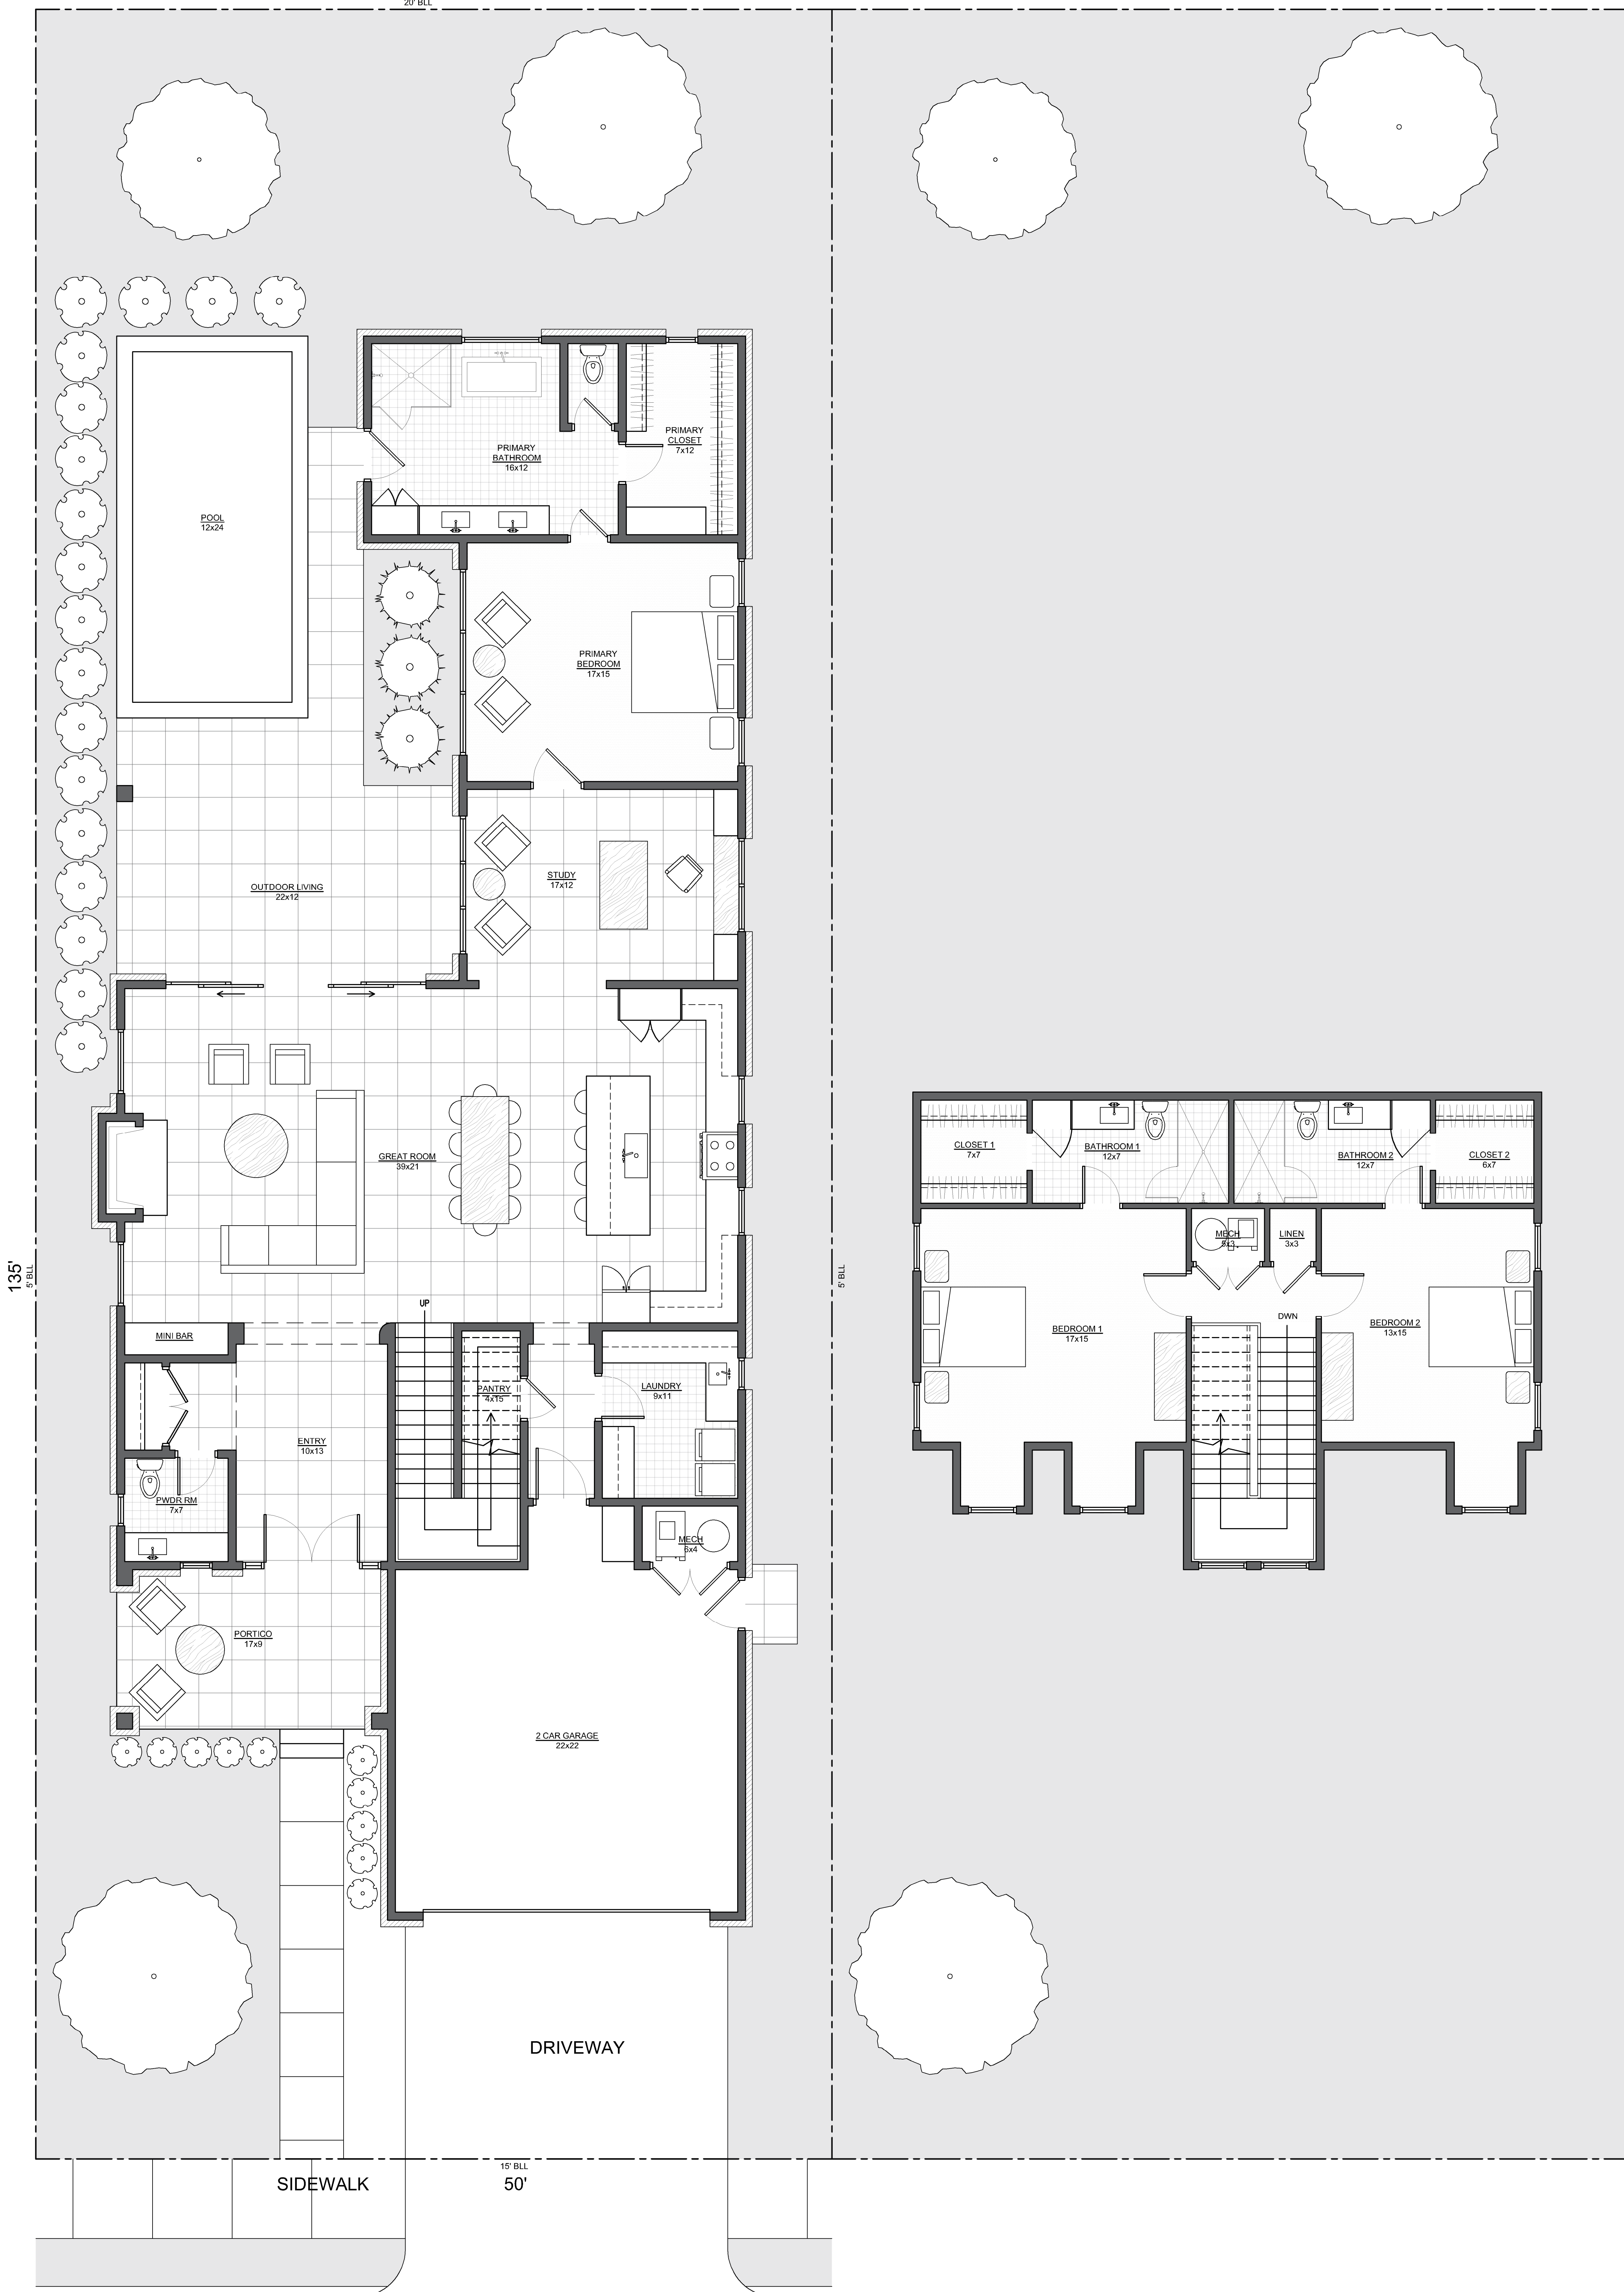 20' BLL
POOL
12x24
PRIMARY
BATHROOM
16x12
PRIMARY
CLOSET
7x12
PRIMARY
BEDROOM
17x15
STUDY
17x12
OUTDOOR LIVING
22x12
GREAT ROOM
39x21
135'
5' BLL
5' BLL
UP
MINI BAR
PANTRY
4x15
LAUNDRY
9x11
ENTRY
10x13
PWDR RM
7x7
MECH
6x4
PORTICO
17x9
2 CAR GARAGE
22x22
DRIVEWAY
15' BLL
SIDEWALK
50'
CLOSET 1
7x7
BATHROOM 1
12x7
BATHROOM 2
12x7
CLOSET 2
6x7
MECH
5x3
LINEN
3x3
BEDROOM 1
17x15
DWN
BEDROOM 2
13x15